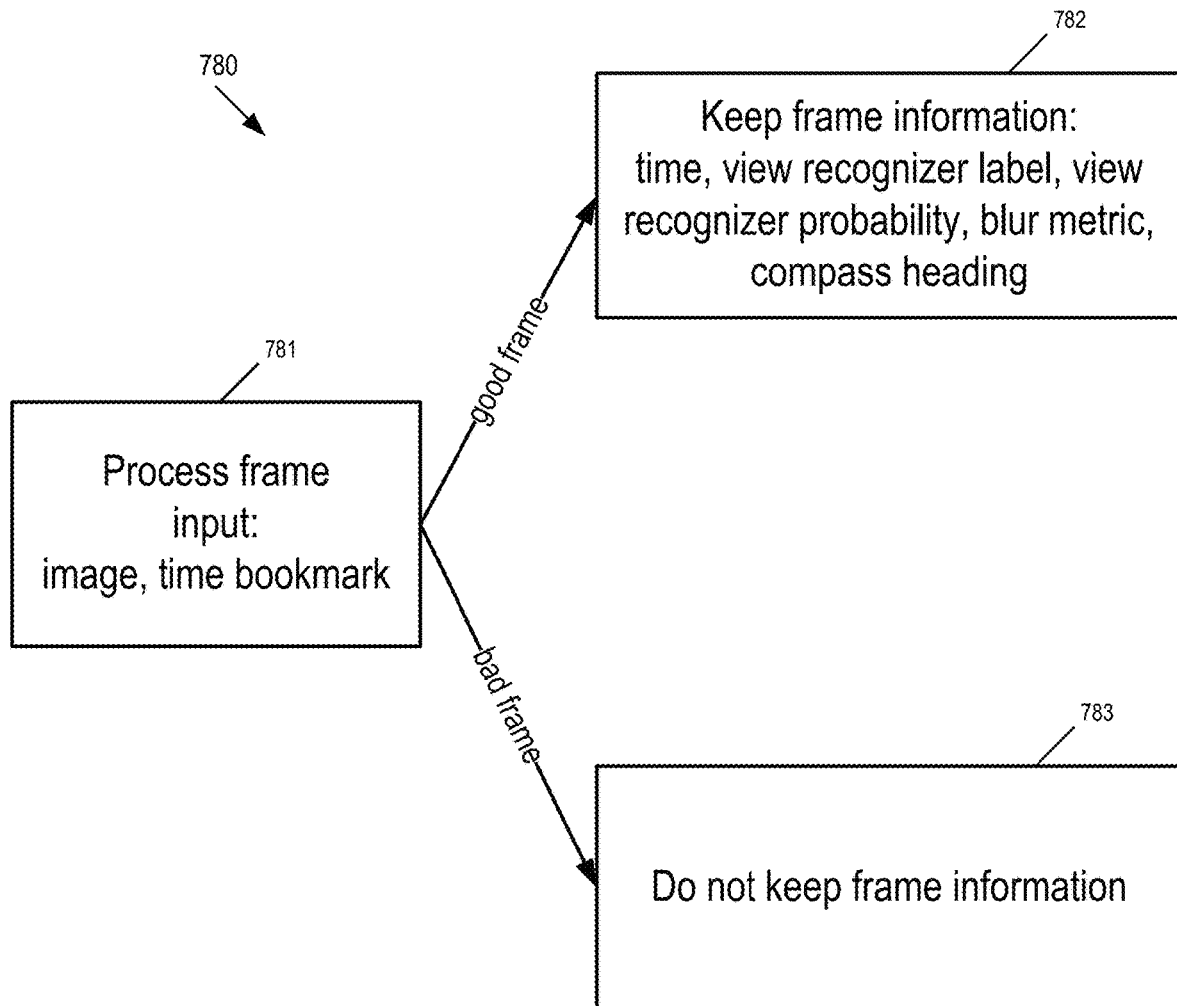 780
782
Keep frame information:
time, view recognizer label, view
recognizer probability, blur metric,
compass heading
good frame
781
Process frame
input:
image, time bookmark
bad frame
783
Do not keep frame information